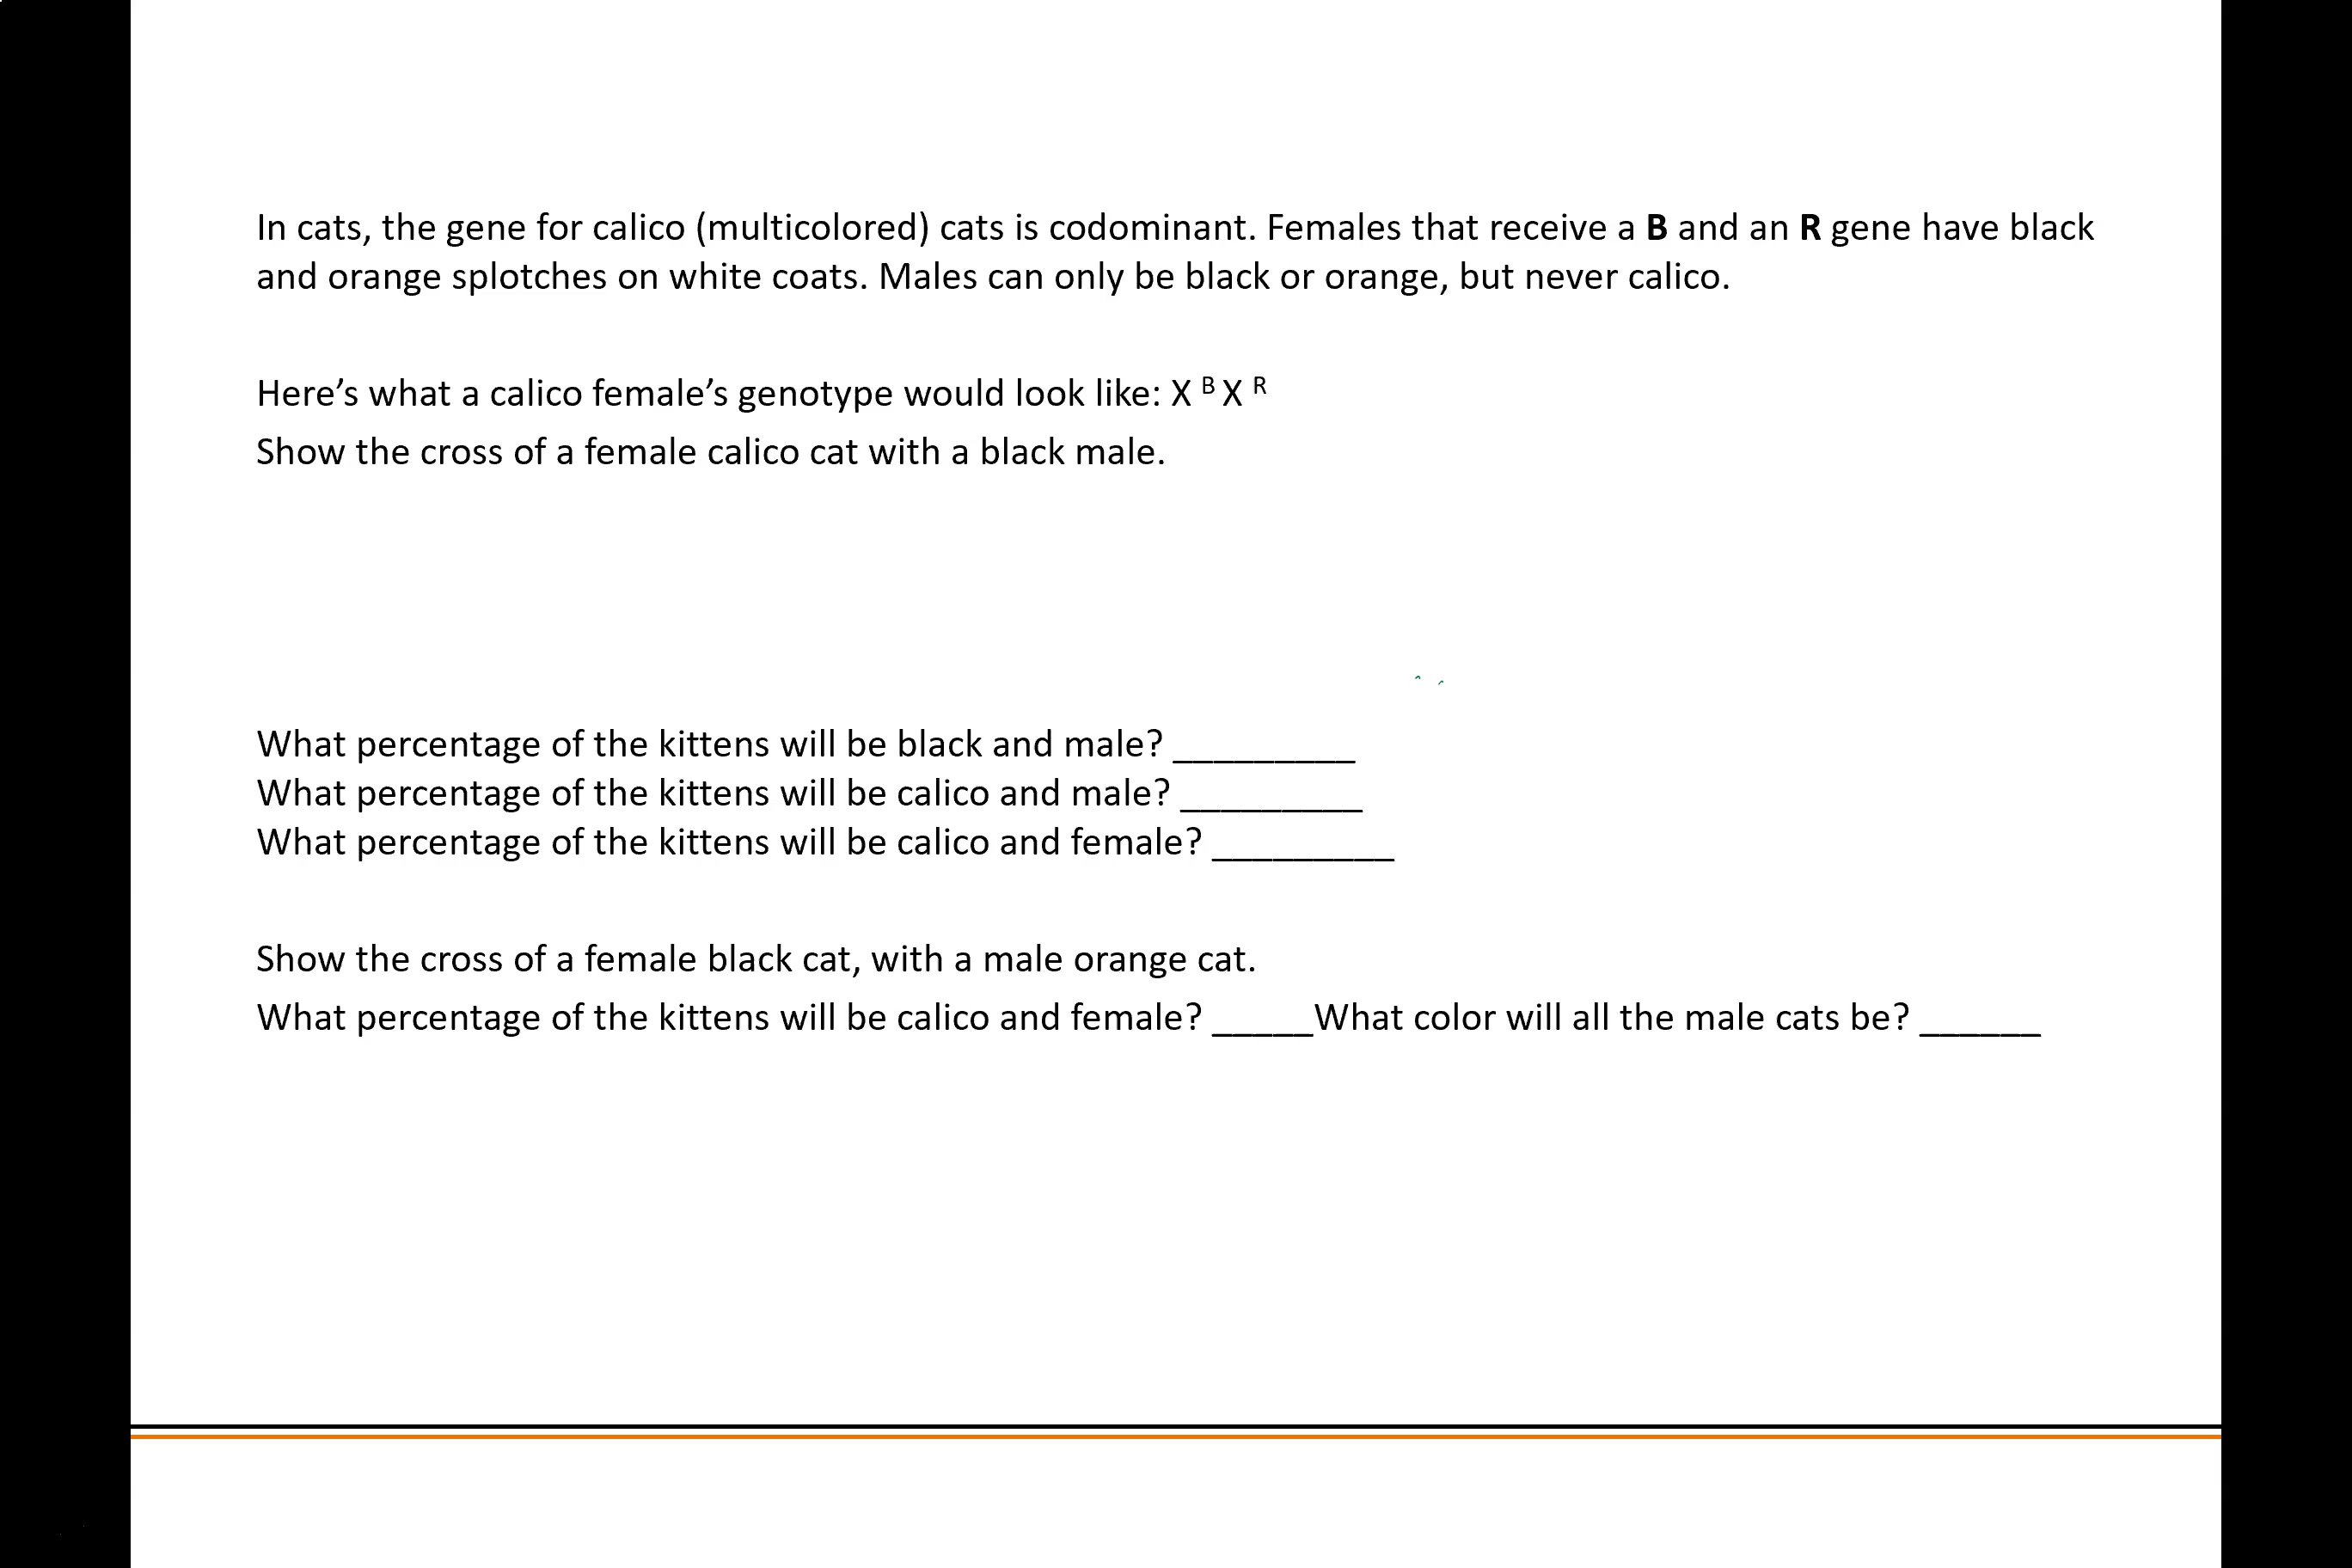 In cats, the gene for calico (multicolored) cats is codominant. Females that receive a B and an R gene have black
and orange splotches on white coats. Males can only be black or orange, but never calico.
Here’s what a calico female’s genotype would look like: X B X R
Show the cross of a female calico cat with a black male.
What percentage of the kittens will be black and male? _________
What percentage of the kittens will be calico and male? _________
What percentage of the kittens will be calico and female? _________
Show the cross of a female black cat, with a male orange cat.
What percentage of the kittens will be calico and female? _____What color will all the male cats be? ______